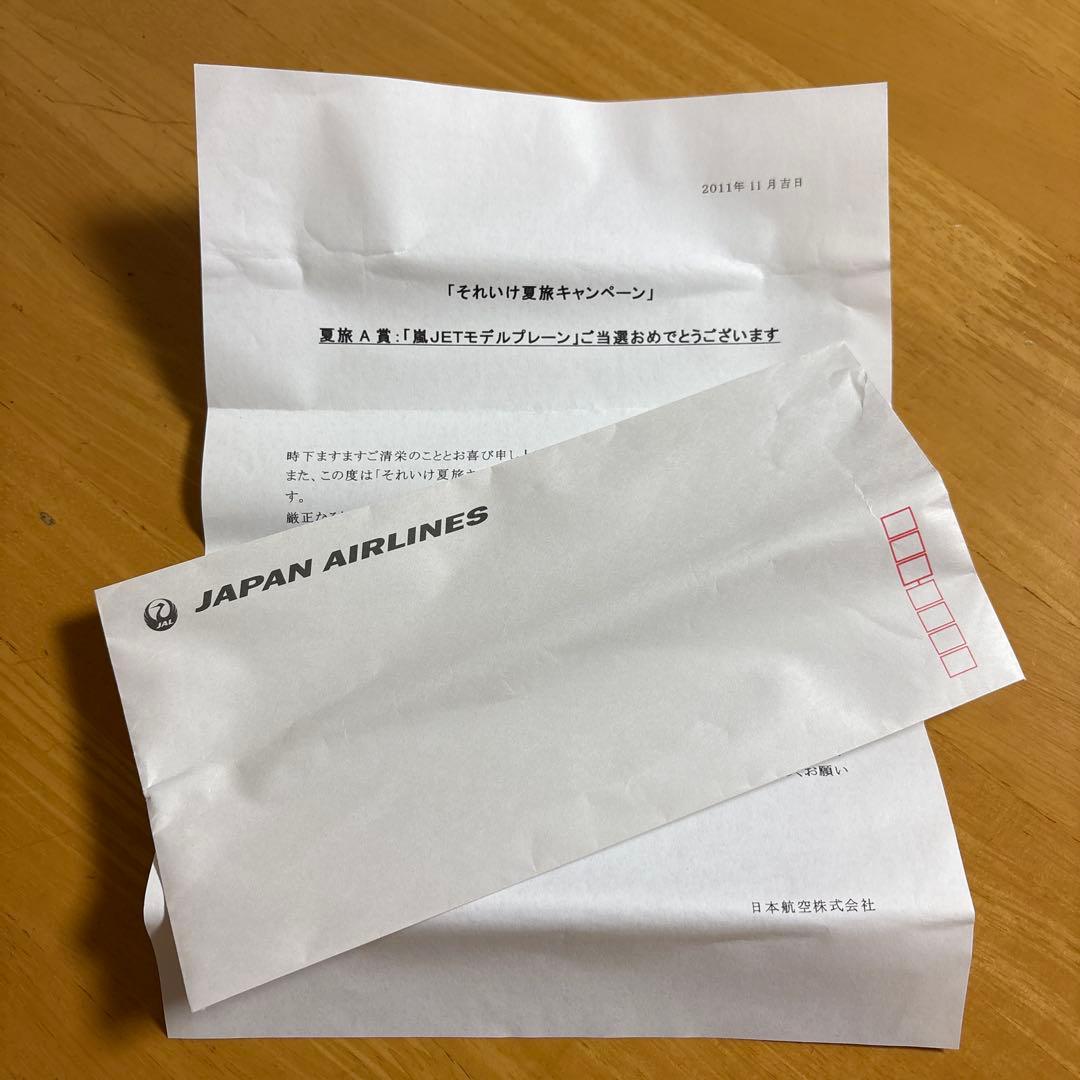 2011年11月吉日
「それいけ夏旅キャンペーン」
夏旅A賞:「嵐JETモデルプレーン」ご当選おめでとうございます
時下ますますご清栄のこととお喜び申し
また、この度は「それいけ夏旅
す。
厳正な
JAPAN AIRLINES
JAL
お願い
日本航空株式会社